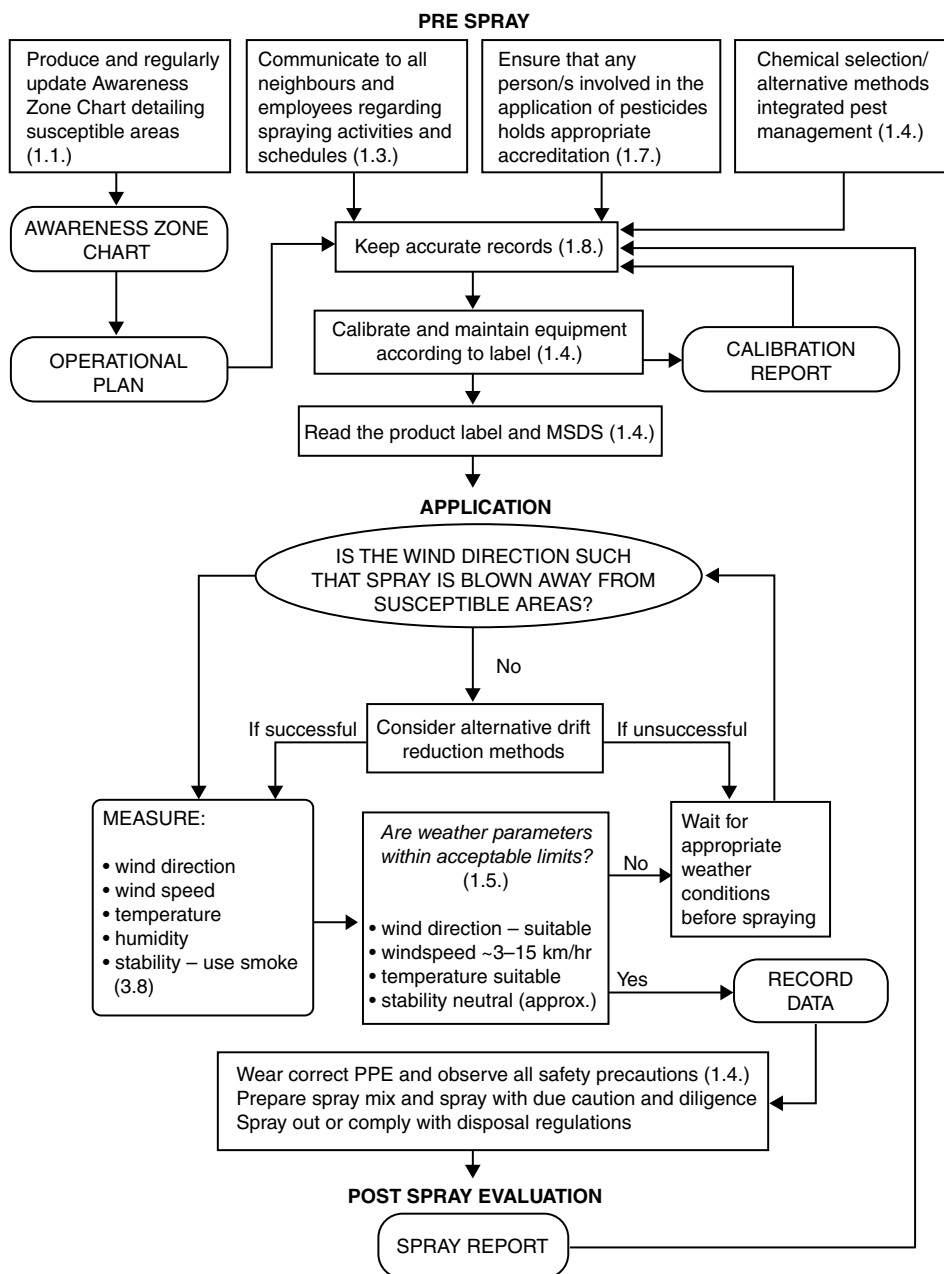 PRE SPRAY
Produce and regularly
update Awareness
Zone Chart detailing
susceptible areas
(1.1.)
Communicate to all
neighbours and
employees regarding
spraying activities and
schedules (1.3.)
Ensure that any
person/s involved in the
application of pesticides
holds appropriate
accreditation (1.7.)
Chemical selection/
alternative methods
integrated pest
management (1.4.)
AWARENESS ZONE
CHART
Keep accurate records (1.8.)
OPERATIONAL
PLAN
Calibrate and maintain equipment
according to label (1.4.)
CALIBRATION
REPORT
Read the product label and MSDS (1.4.)
APPLICATION
IS THE WIND DIRECTION SUCH
THAT SPRAY IS BLOWN AWAY FROM
SUSCEPTIBLE AREAS?
No
If successful
Consider alternative drift
reduction methods
If unsuccessful
MEASURE:
• wind direction
• wind speed
• temperature
• humidity
• stability – use smoke
(3.8)
Are weather parameters
within acceptable limits?
(1.5.)
• wind direction – suitable
• windspeed ~3–15 km/hr
• temperature suitable
• stability neutral (approx.)
No
Wait for
appropriate
weather
conditions
before spraying
Yes
RECORD
DATA
Wear correct PPE and observe all safety precautions (1.4.)
Prepare spray mix and spray with due caution and diligence
Spray out or comply with disposal regulations
POST SPRAY EVALUATION
SPRAY REPORT